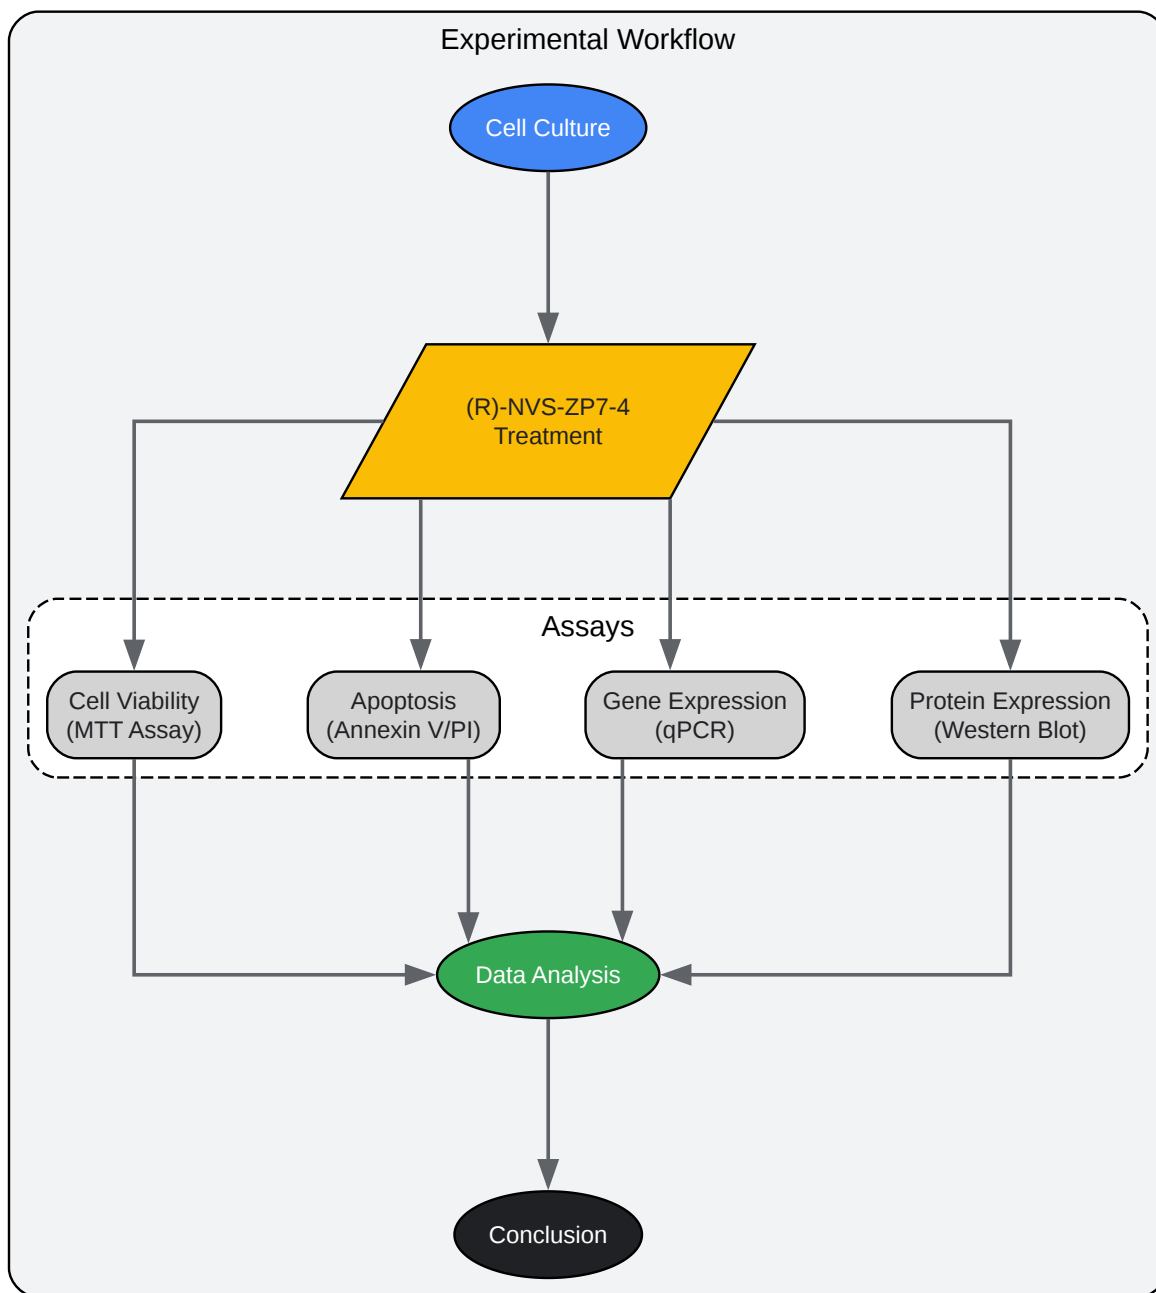 Experimental Workflow
Cell Culture
(R)-NVS-ZP7-4
Treatment
Assays
Cell Viability
(MTT Assay)
Apoptosis
(Annexin V/PI)
Gene Expression
(qPCR)
Protein Expression
(Western Blot)
Data Analysis
Conclusion